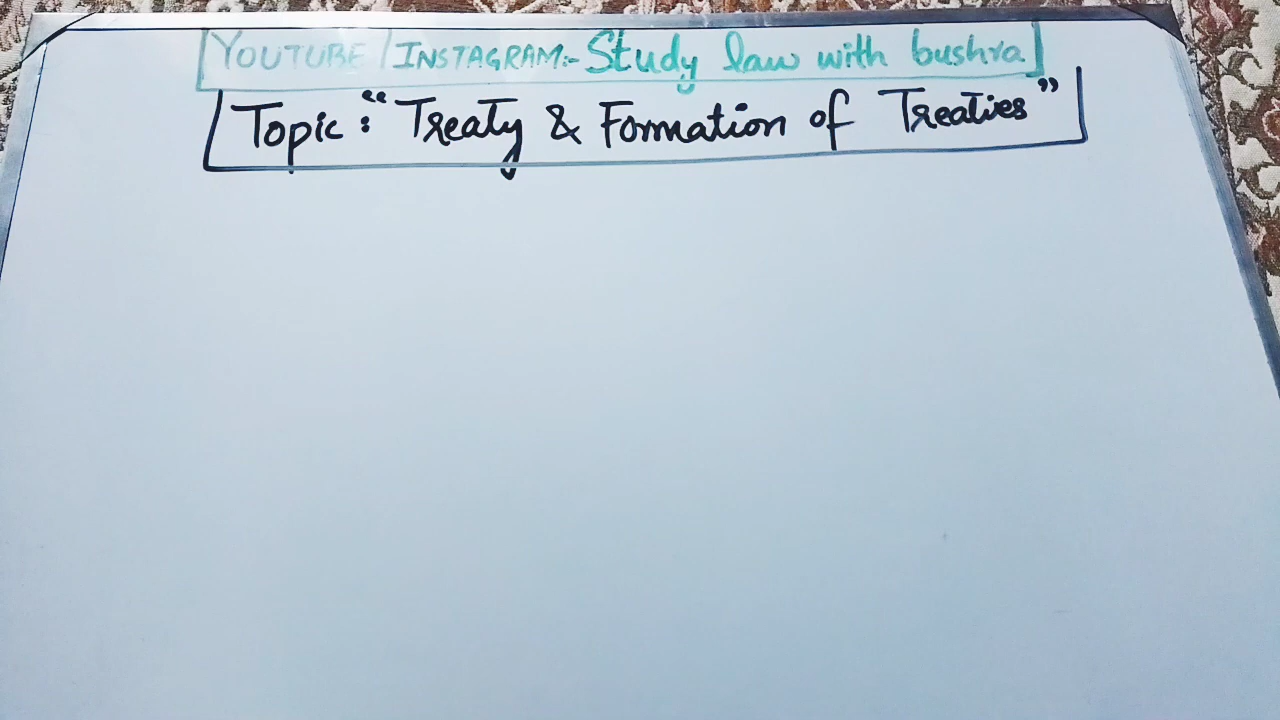 YOUTUBE / INSTAGRAM:- Study law with bushra
Topic : "Treaty & Formation of Treaties"